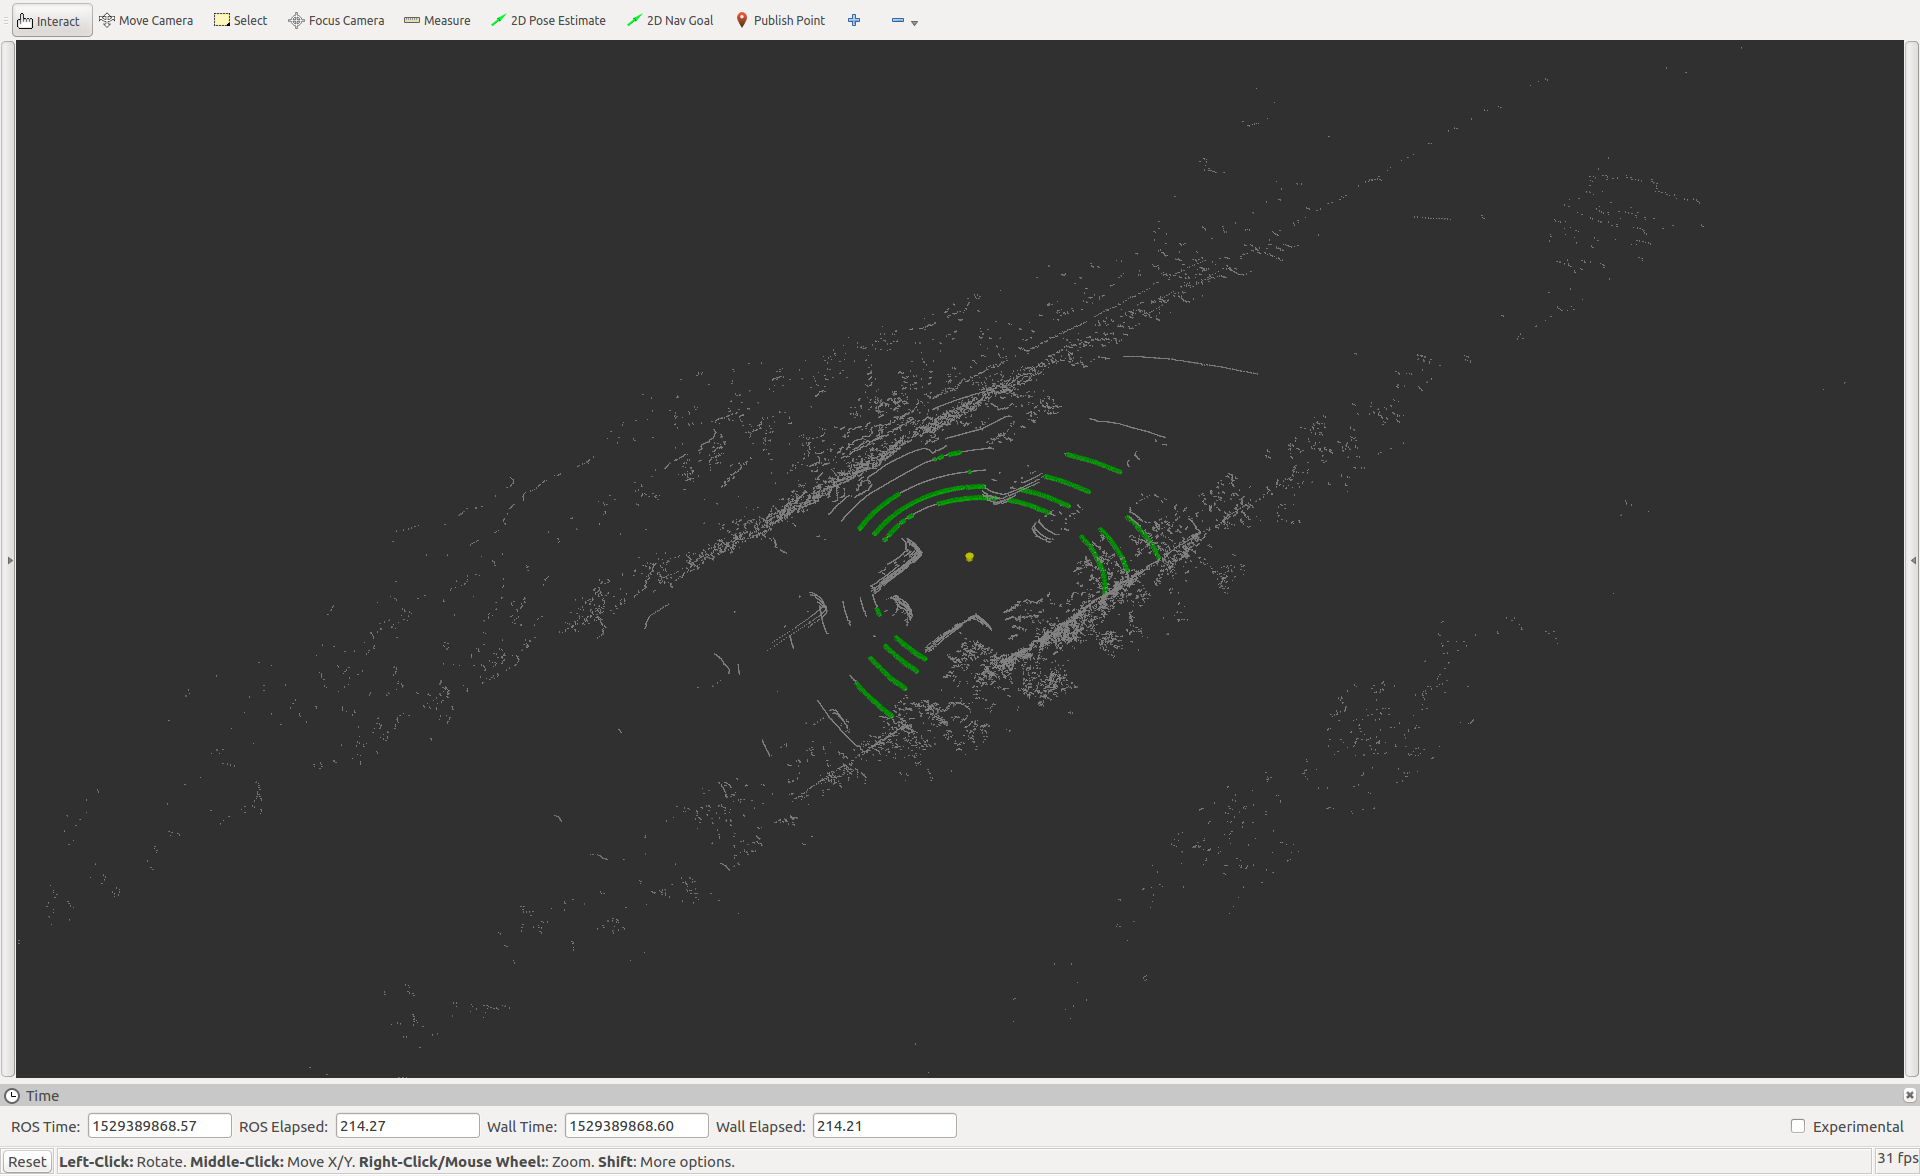 Interact Move Camera Select Focus Camera Measure 2D Pose Estimate 2D Nav Goal Publish Point
Time
ROS Time: 1529389868.57 ROS Elapsed: 214.27 Wall Time: 1529389868.60 Wall Elapsed: 214.21 Experimental
Reset Left-Click: Rotate. Middle-Click: Move X/Y. Right-Click/Mouse Wheel:: Zoom. Shift: More options. 31 fps